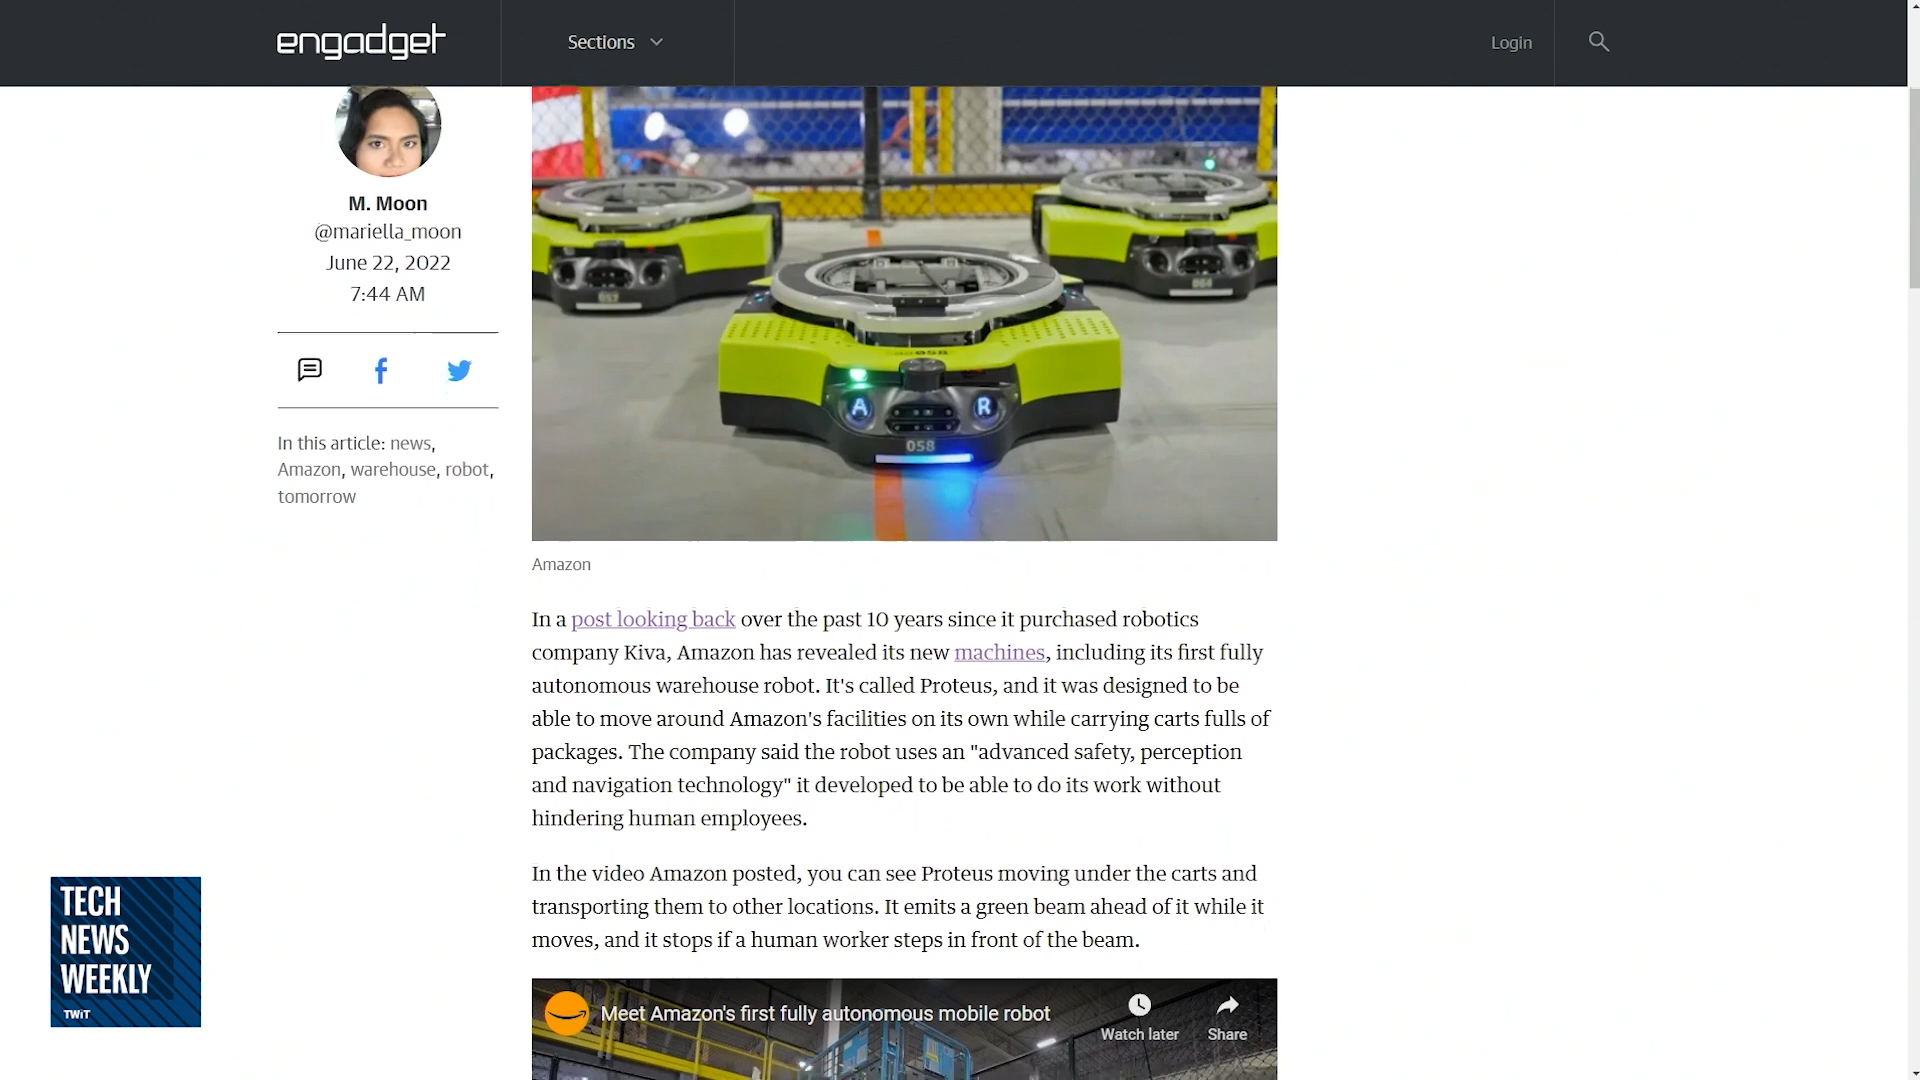 engadget
Sections
Login
M. Moon
@mariella_moon
June 22, 2022
7:44 AM
In this article: news,
Amazon, warehouse, robot,
tomorrow
057
064
058
A
R
058
Amazon
In a post looking back over the past 10 years since it purchased robotics
company Kiva, Amazon has revealed its new machines, including its first fully
autonomous warehouse robot. It's called Proteus, and it was designed to be
able to move around Amazon's facilities on its own while carrying carts fulls of
packages. The company said the robot uses an "advanced safety, perception
and navigation technology" it developed to be able to do its work without
hindering human employees.
In the video Amazon posted, you can see Proteus moving under the carts and
transporting them to other locations. It emits a green beam ahead of it while it
moves, and it stops if a human worker steps in front of the beam.
Meet Amazon's first fully autonomous mobile robot
Watch later
Share
TECH
NEWS
WEEKLY
TWiT